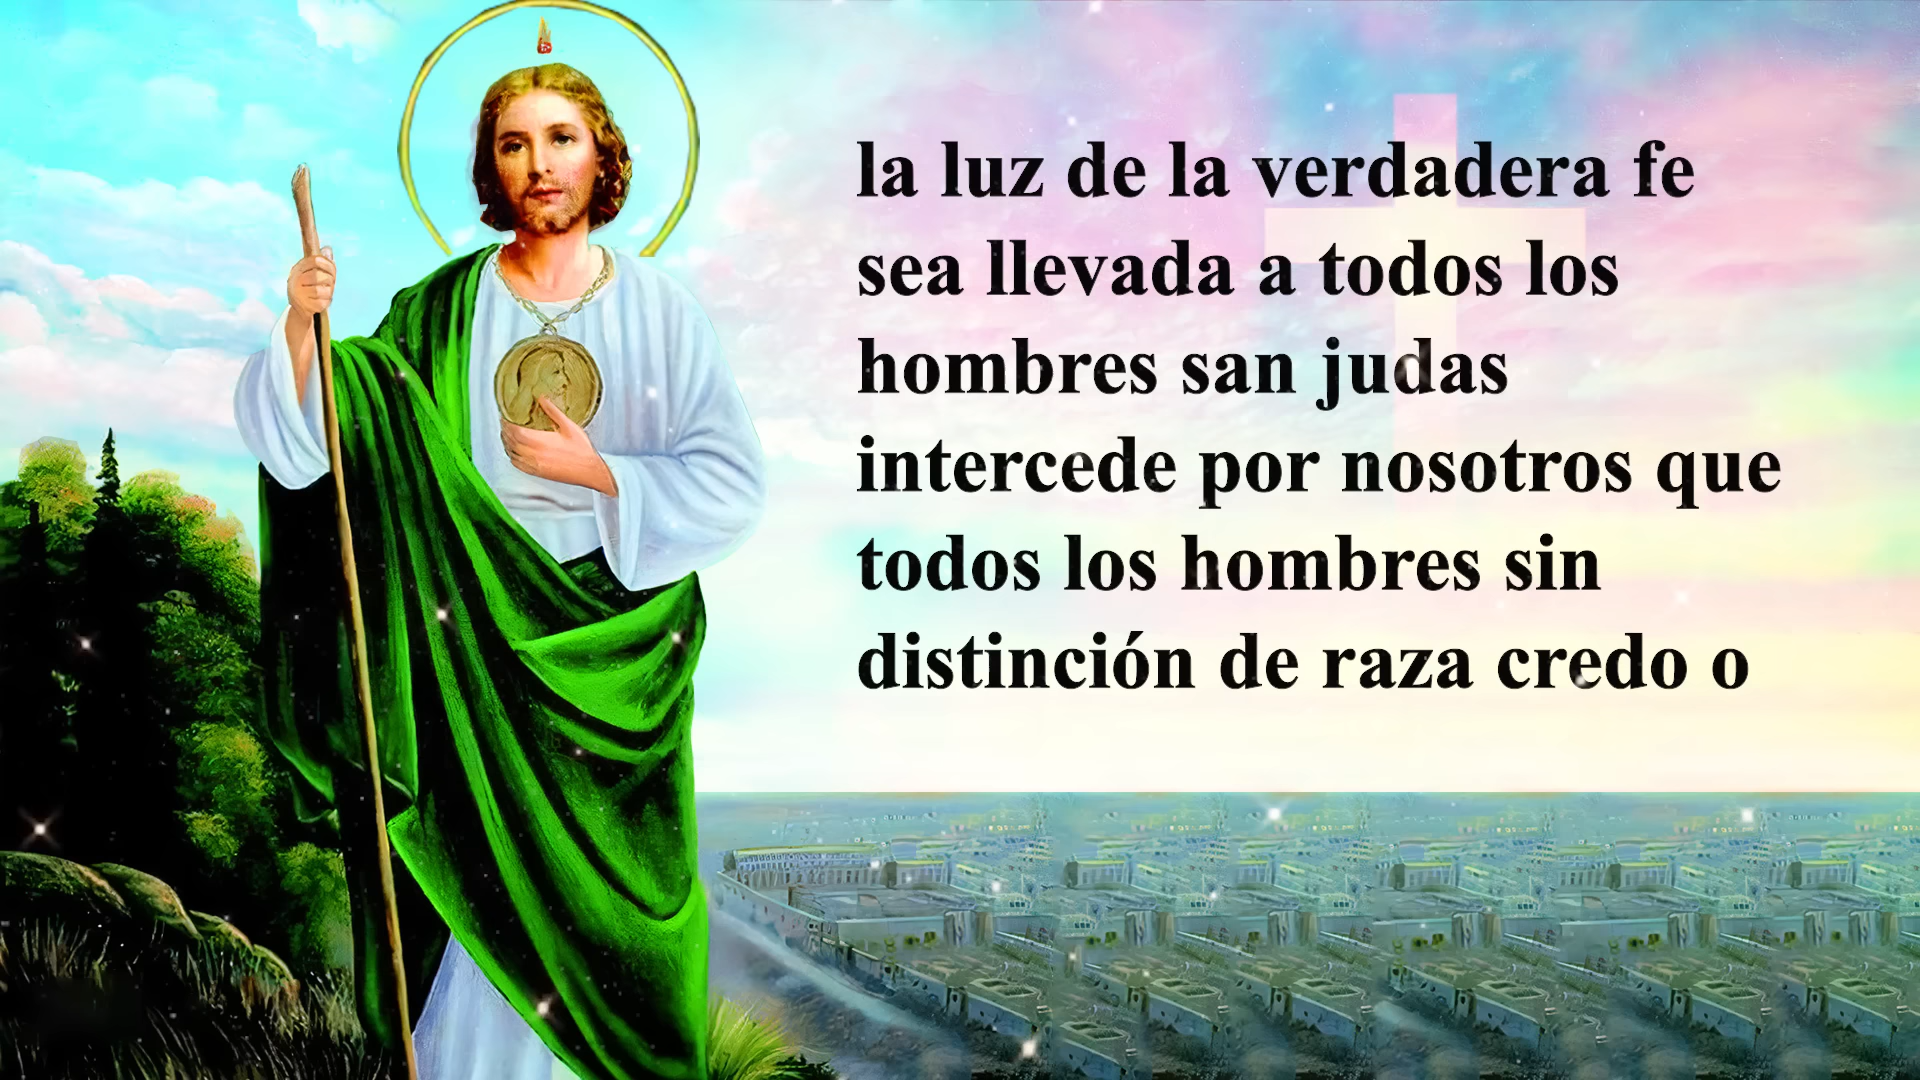 la luz de la verdadera fe
sea llevada a todos los
hombres san judas
intercede por nosotros que
todos los hombres sin
distinción de raza credo o